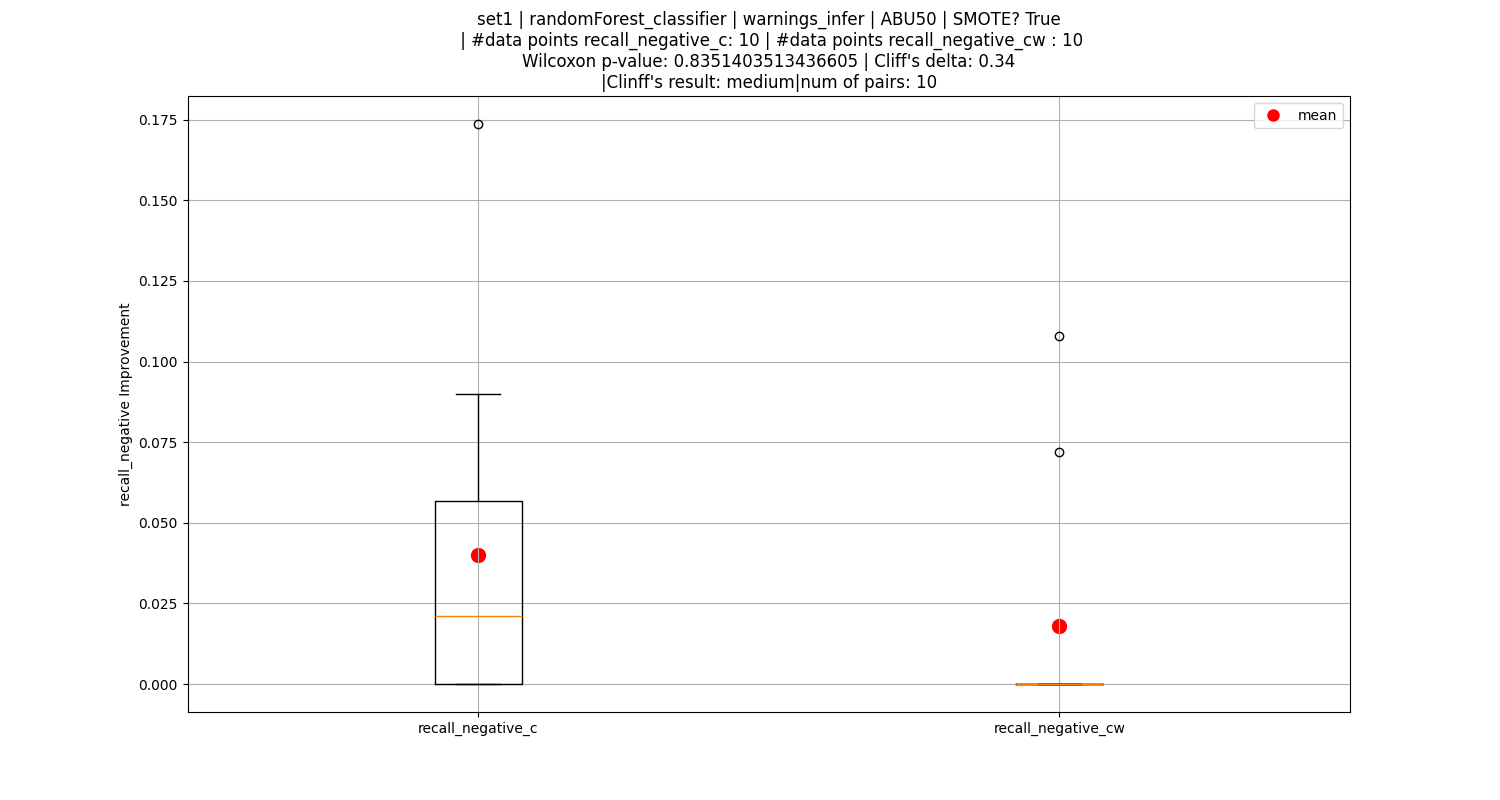 set1 | randomForest_classifier | warnings_infer | ABU50 | SMOTE? True
| #data points recall_negative_c: 10 | #data points recall_negative_cw : 10
Wilcoxon p-value: 0.8351403513436605 | Cliff's delta: 0.34
|Clinff's result: medium|num of pairs: 10
mean
0.175
0.150
0.125
0.100
0.075
0.050
0.025
0.000
recall_negative Improvement
recall_negative_c
recall_negative_cw